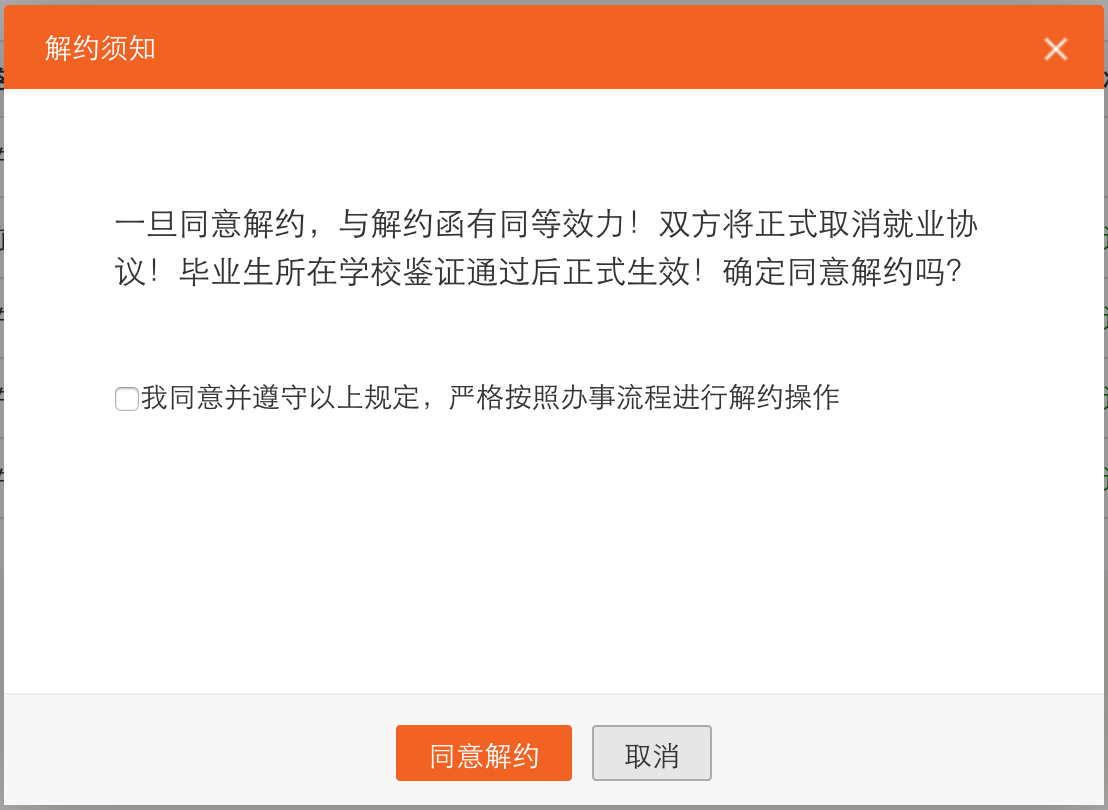 解约须知
一旦同意解约，与解约函有同等效力！双方将正式取消就业协
议！毕业生所在学校鉴证通过后正式生效！确定同意解约吗？
我同意并遵守以上规定，严格按照办事流程进行解约操作
同意解约
取消